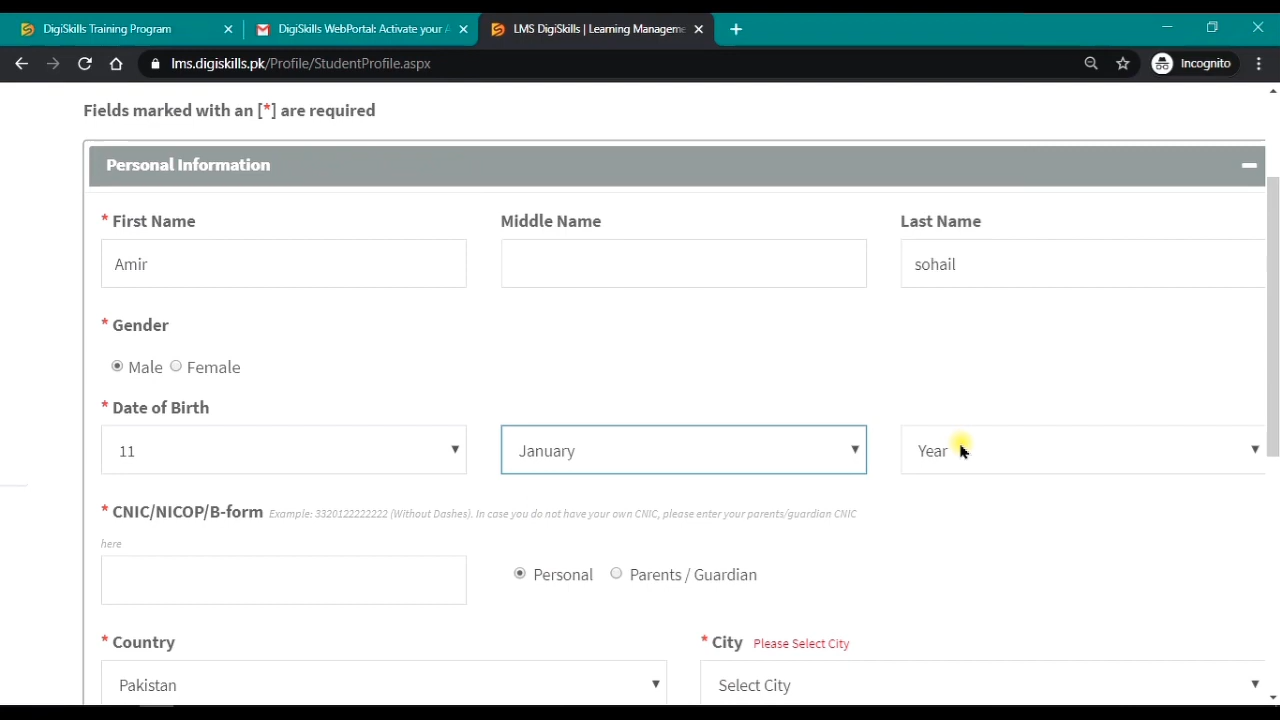 DigiSkills Training Program
DigiSkills WebPortal: Activate your
LMS DigiSkills | Learning Manageme
lms.digiskills.pk/Profile/StudentProfile.aspx
Incognito
Fields marked with an [*] are required
Personal Information
* First Name
Middle Name
Last Name
Amir
sohail
* Gender
Male
Female
* Date of Birth
11
January
Year
* CNIC/NICOP/B-form Example: 3320122222222 (Without Dashes). In case you do not have your own CNIC, please enter your parents/guardian CNIC
here
Personal
Parents / Guardian
* Country
* City Please Select City
Pakistan
Select City